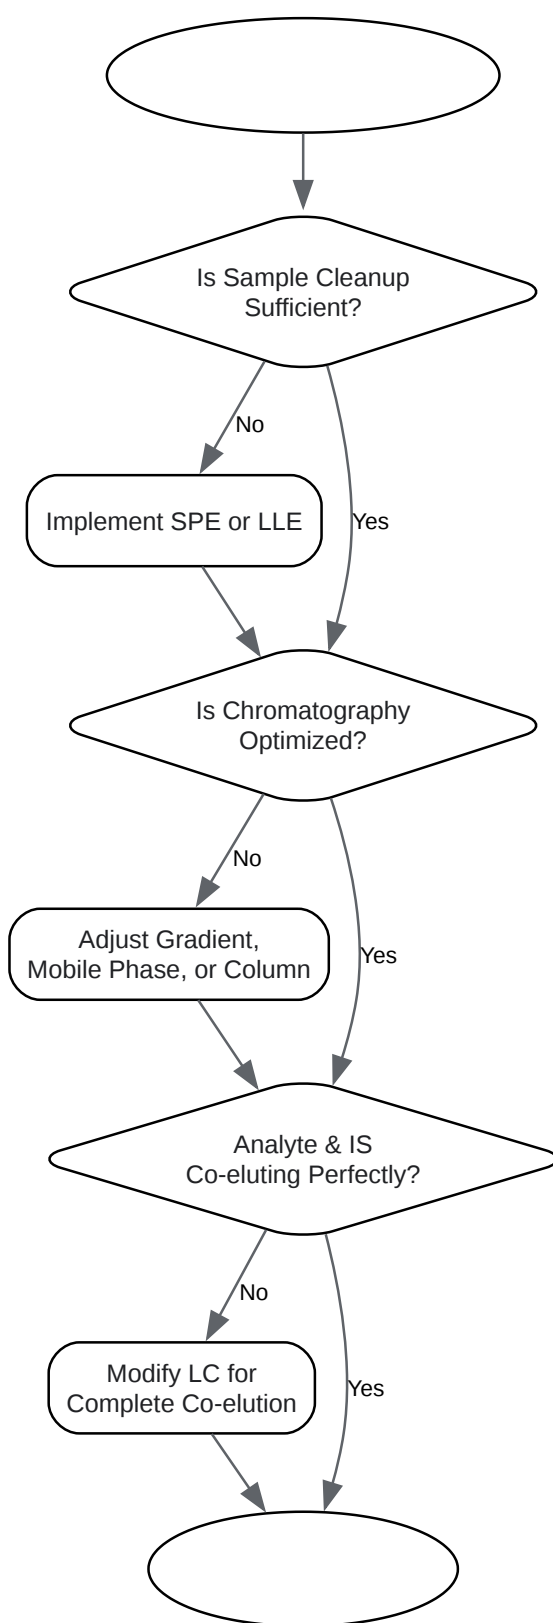 Is Sample Cleanup
Sufficient?
No
Implement SPE or LLE
Yes
Is Chromatography
Optimized?
No
Adjust Gradient,
Mobile Phase, or Column
Yes
Analyte & IS
Co-eluting Perfectly?
No
Modify LC for
Complete Co-elution
Yes